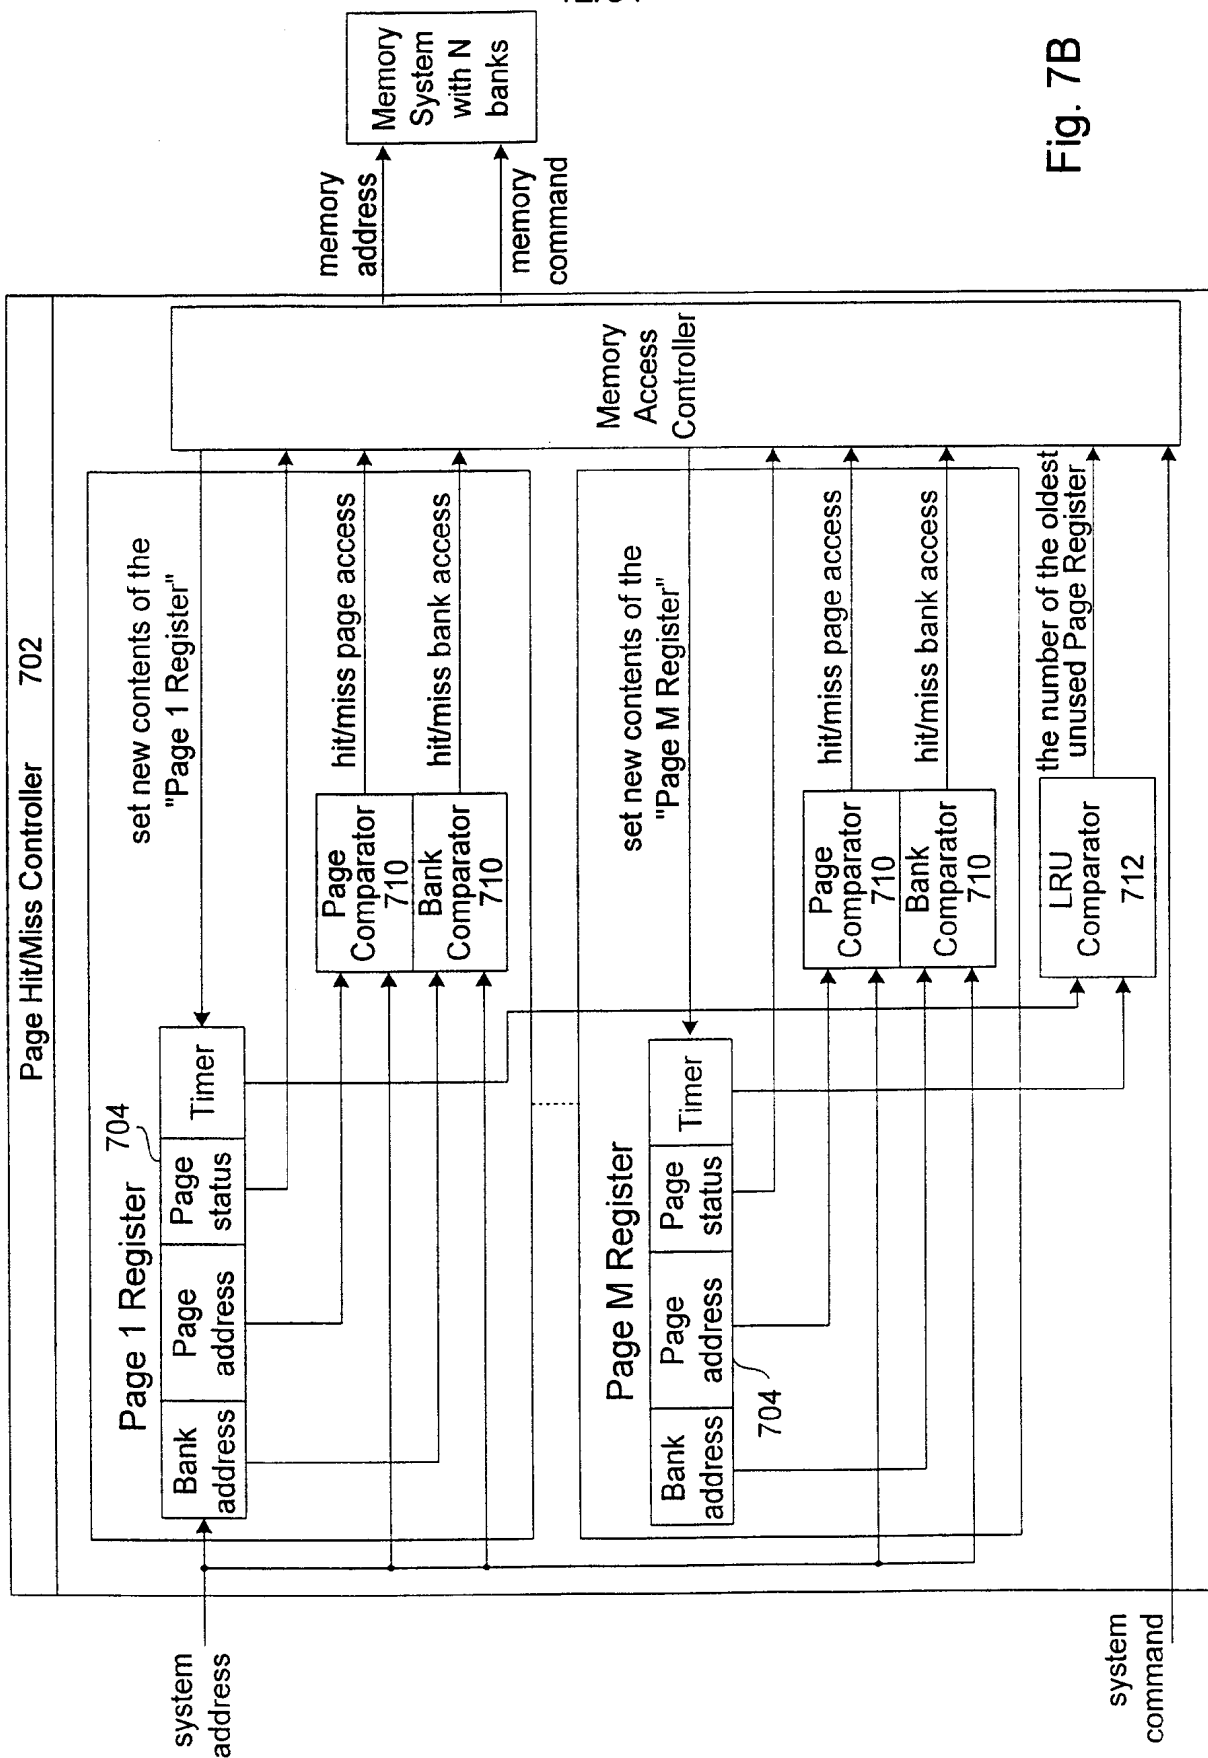 Page Hit/Miss Controller 702
system
address
Page 1 Register
704
Bank
address
Page
address
Page
status
Timer
set new contents of the
"Page 1 Register"
Page
Comparator
710
Bank
Comparator
710
hit/miss page access
hit/miss bank access
Page M Register
704
Bank
address
Page
address
Page
status
Timer
set new contents of the
"Page M Register"
Page
Comparator
710
Bank
Comparator
710
hit/miss page access
hit/miss bank access
LRU
Comparator
712
the number of the oldest
unused Page Register
system
command
Memory
Access
Controller
memory
address
memory
command
Memory
System
with N
banks
Fig. 7B